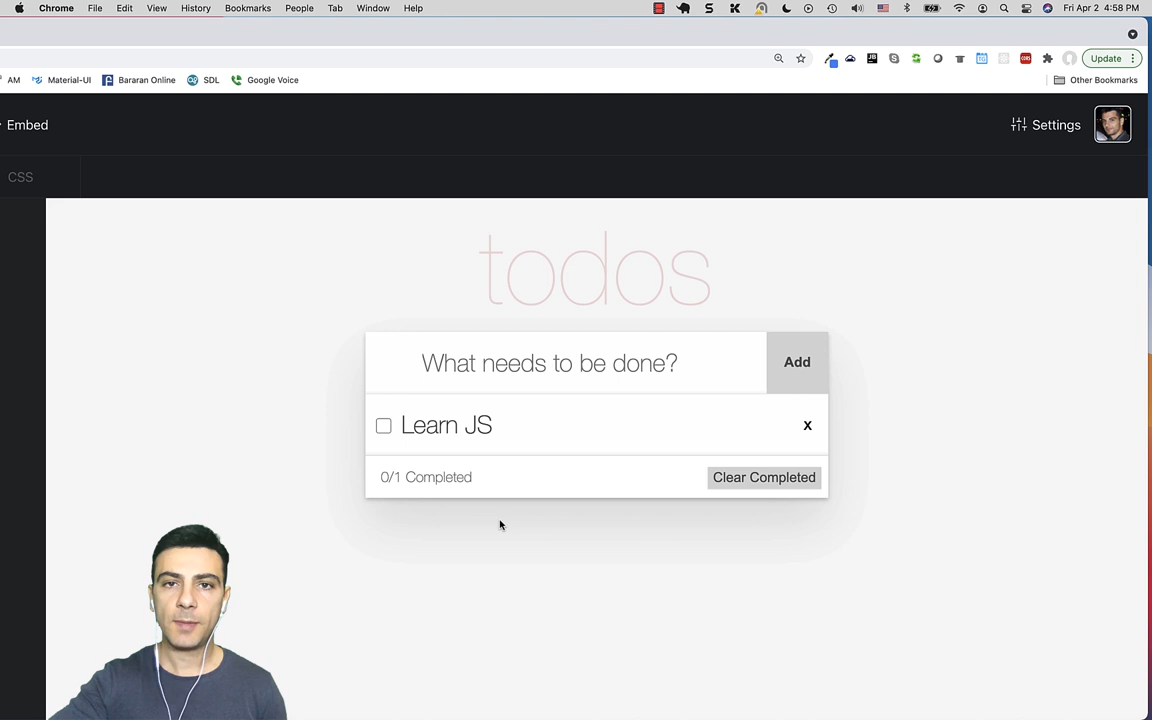 Chrome File Edit View History Bookmarks People Tab Window Help Fri Apr 2 4:58 PM
Update
AM Material-UI Bararan Online SDL Google Voice Other Bookmarks
Embed Settings
CSS
todos
What needs to be done? Add
Learn JS x
0/1 Completed Clear Completed